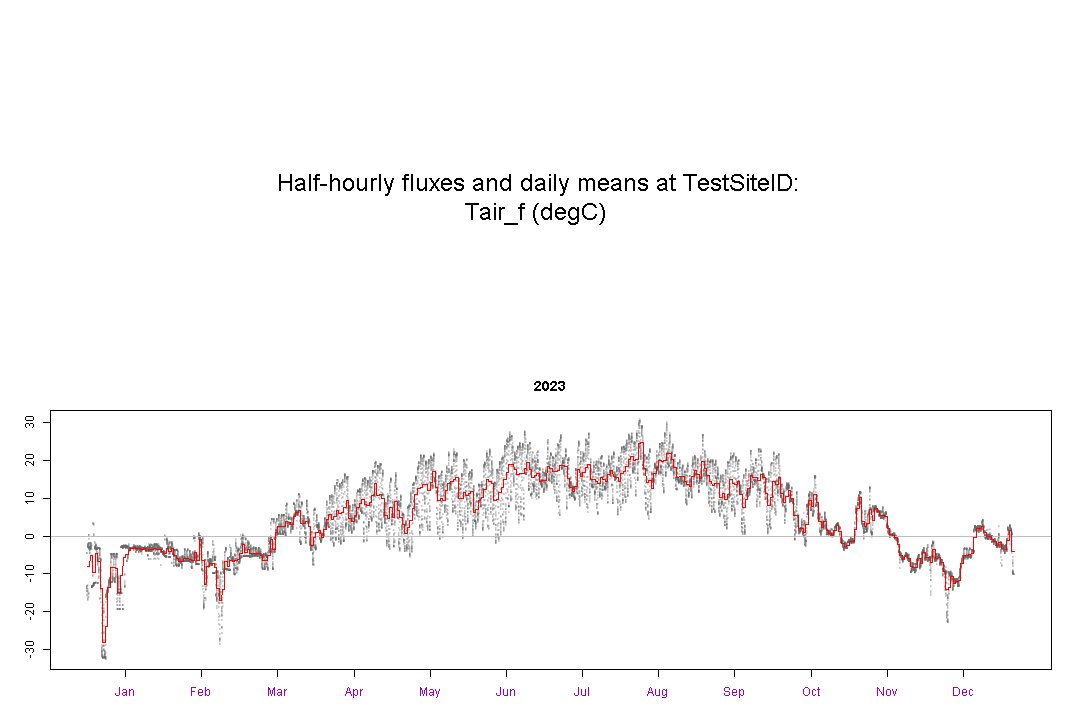 Half-hourly fluxes and daily means at TestSiteID:
Tair_f (degC)
2023
30
20
10
0
-10
-20
-30
Jan Feb Mar Apr May Jun Jul Aug Sep Oct Nov Dec